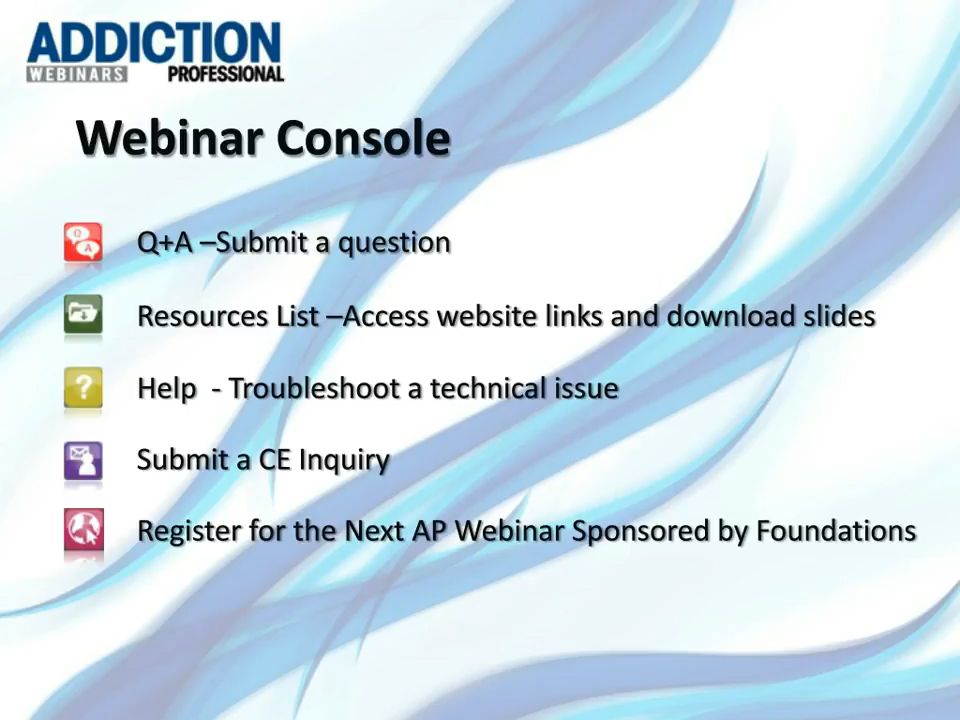 ADDICTION
WEBINARS PROFESSIONAL
Webinar Console
Q+A –Submit a question
Resources List –Access website links and download slides
? Help - Troubleshoot a technical issue
Submit a CE Inquiry
Register for the Next AP Webinar Sponsored by Foundations